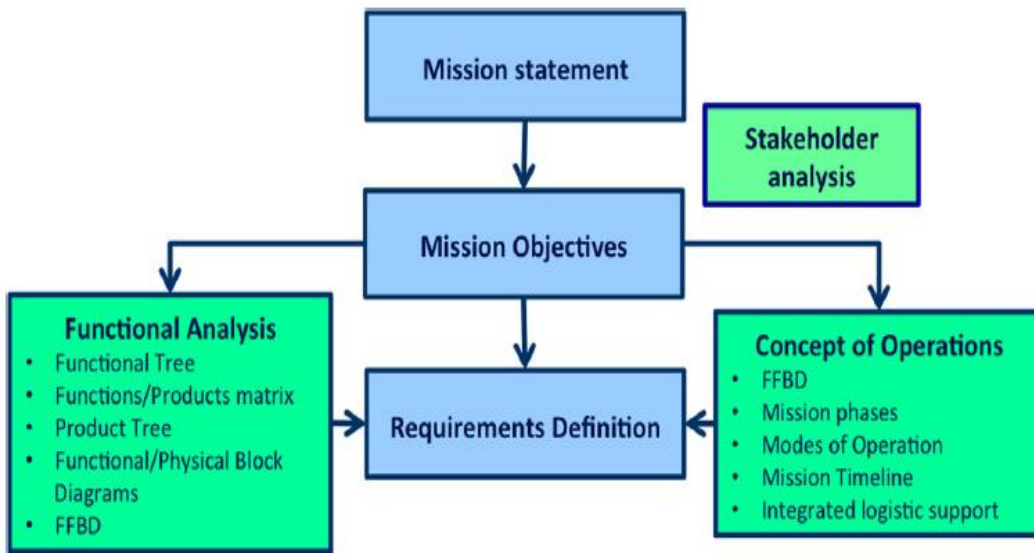 Mission statement
Stakeholder
analysis
Mission Objectives
Functional Analysis
• Functional Tree
• Functions/Products matrix
• Product Tree
• Functional/Physical Block
Diagrams
• FFBD
Requirements Definition
Concept of Operations
• FFBD
• Mission phases
• Modes of Operation
• Mission Timeline
• Integrated logistic support